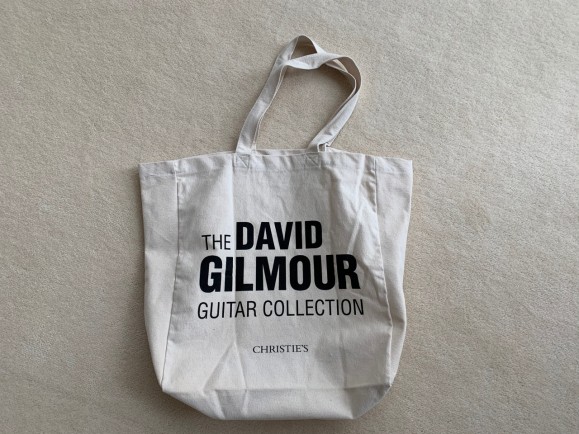 THE DAVID
GILMOUR
GUITAR COLLECTION
CHRISTIE'S